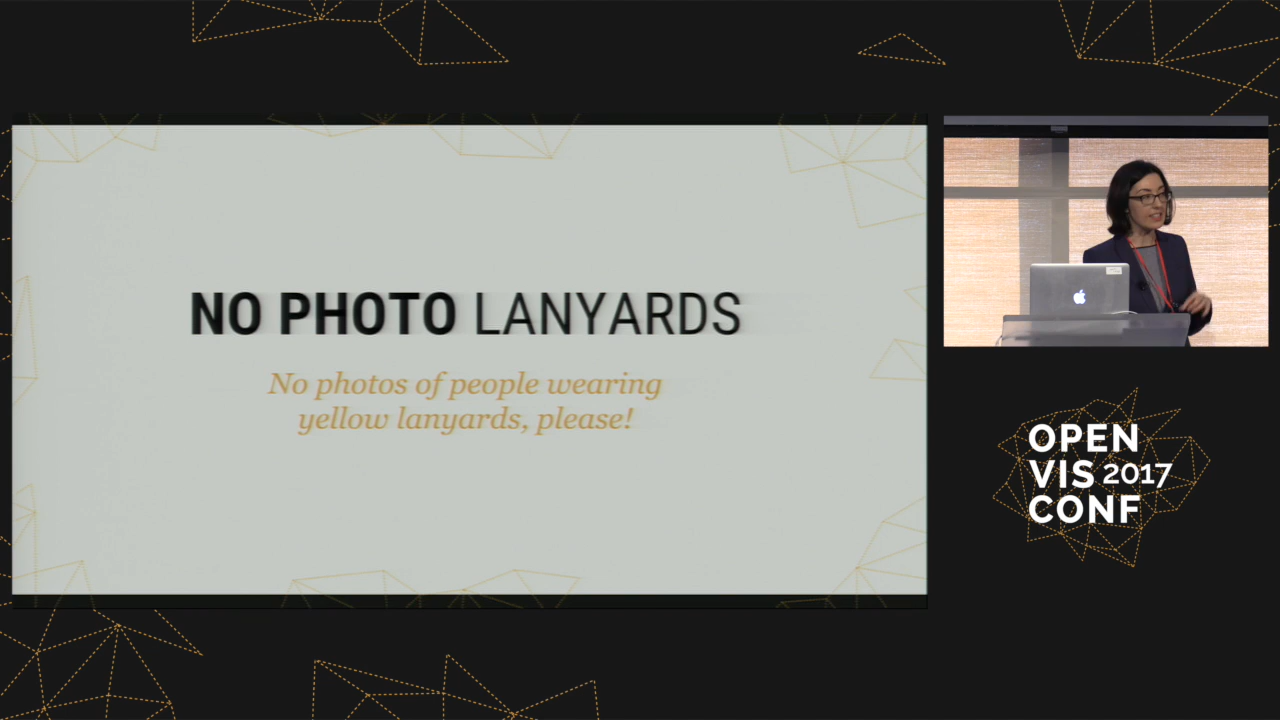 NO PHOTO LANYARDS
No photos of people wearing
yellow lanyards, please!
OPEN
VIS 2017
CONF